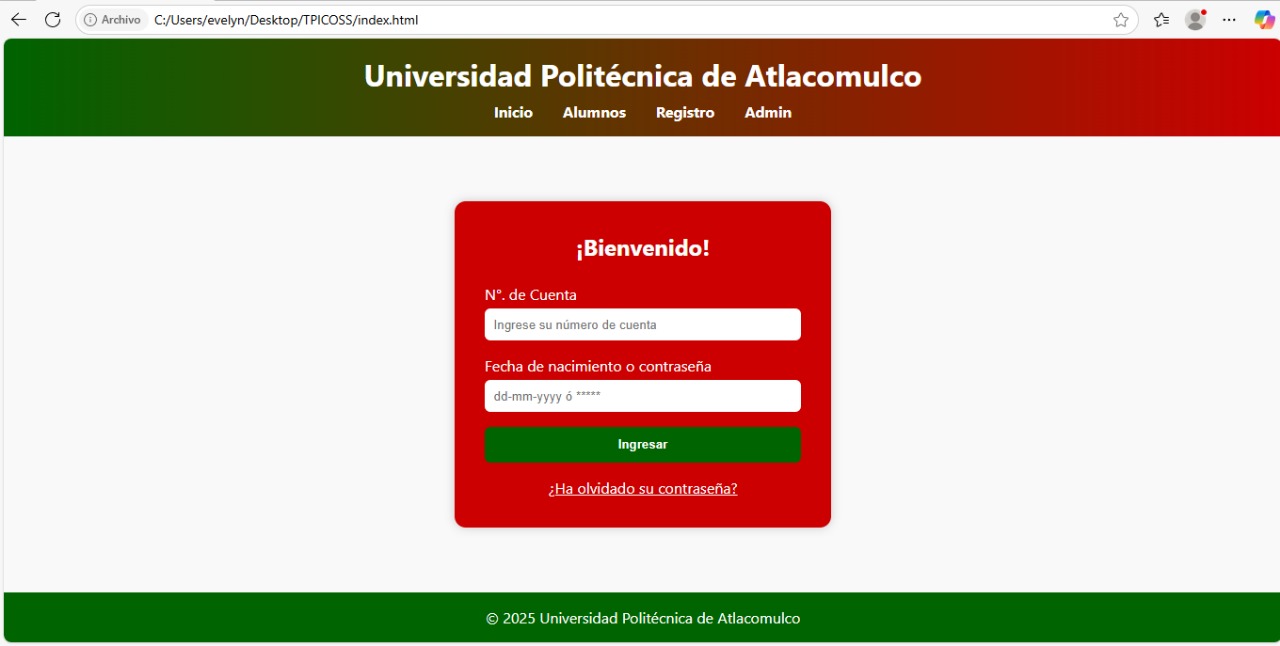 Archivo C:/Users/evelyn/Desktop/TPICOSS/index.html
Universidad Politécnica de Atlacomulco
Inicio Alumnos Registro Admin
¡Bienvenido!
N°. de Cuenta
Ingrese su número de cuenta
Fecha de nacimiento o contraseña
dd-mm-yyyy ó *****
Ingresar
¿Ha olvidado su contraseña?
© 2025 Universidad Politécnica de Atlacomulco